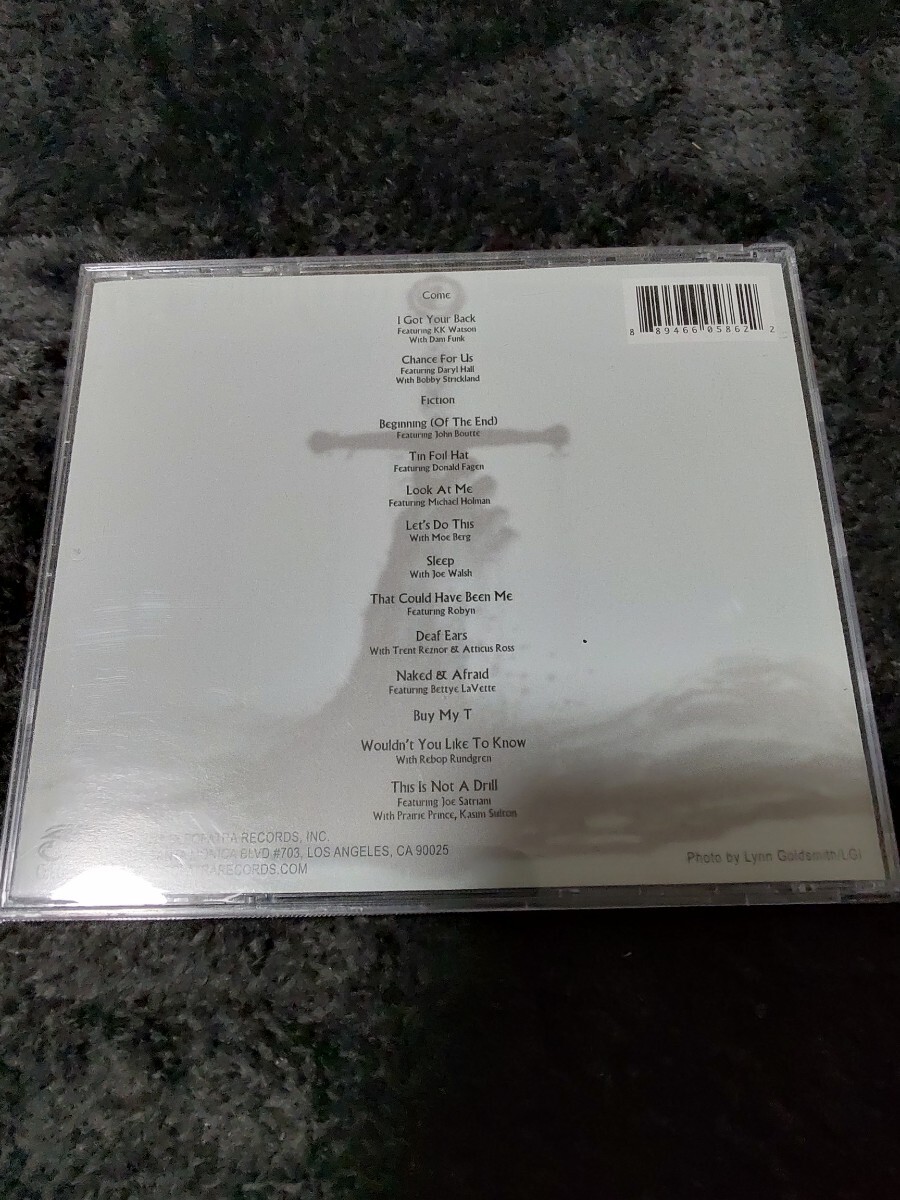 Come
I Got Your Back
Featuring KK Watson
With Dam Funk
Chance For Us
Featuring Daryl Hall
With Bobby Strickland
Fiction
Beginning (Of The End)
Featuring John Boutte
Tin Foil Hat
Featuring Donald Fagen
Look At Me
Featuring Michael Holman
Let's Do This
With Moe Berg
Sleep
With Joe Walsh
That Could Have Been Me
Featuring Robyn
Deaf Ears
With Trent Reznor & Atticus Ross
Naked & Afraid
Featuring Bettye LaVette
Buy My T
Wouldn't You Like To Know
With Rebop Rundgren
This Is Not A Drill
Featuring Joe Satriani
With Prairie Prince, Kasim Sulton
8 89466 05862 2
RECORDS, INC.
BLVD #703, LOS ANGELES, CA 90025
Photo by Lynn Goldsmith/LGI